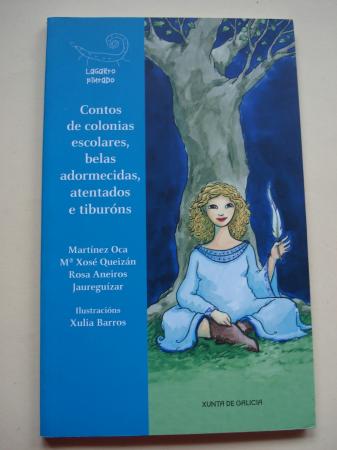 Lagarto
pintado
Contos
de colonias
escolares,
belas
adormecidas,
atentados
e tiburóns
Martínez Oca
Mª Xosé Queizán
Rosa Aneiros
Jaureguízar
Ilustracións
Xulia Barros
XUNTA DE GALICIA